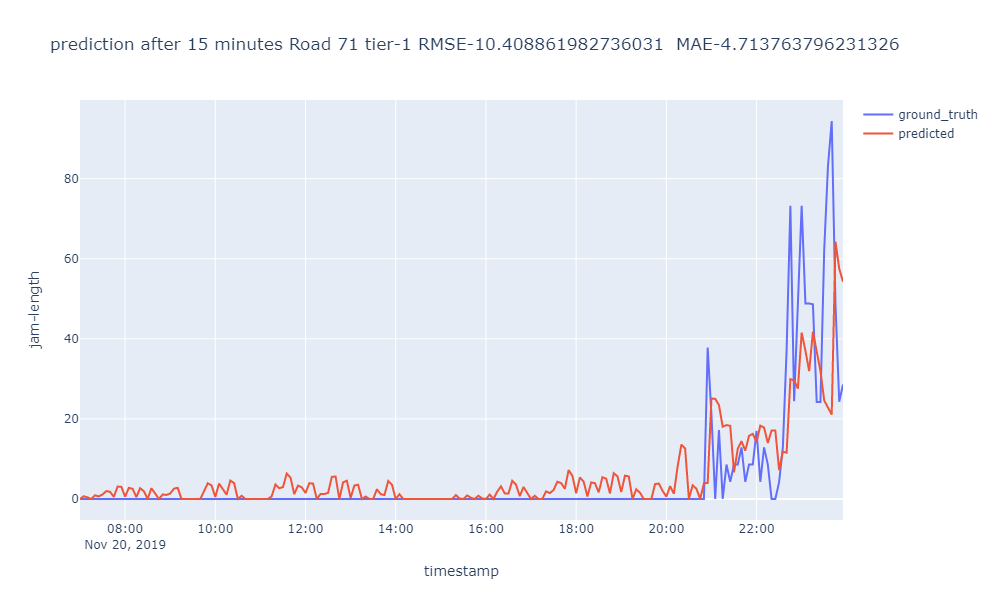 prediction after 15 minutes Road 71 tier-1 RMSE-10.408861982736031  MAE-4.713763796231326
ground_truth
predicted
80
60
40
20
0
jam-length
08:00 10:00 12:00 14:00 16:00 18:00 20:00 22:00
Nov 20, 2019
timestamp